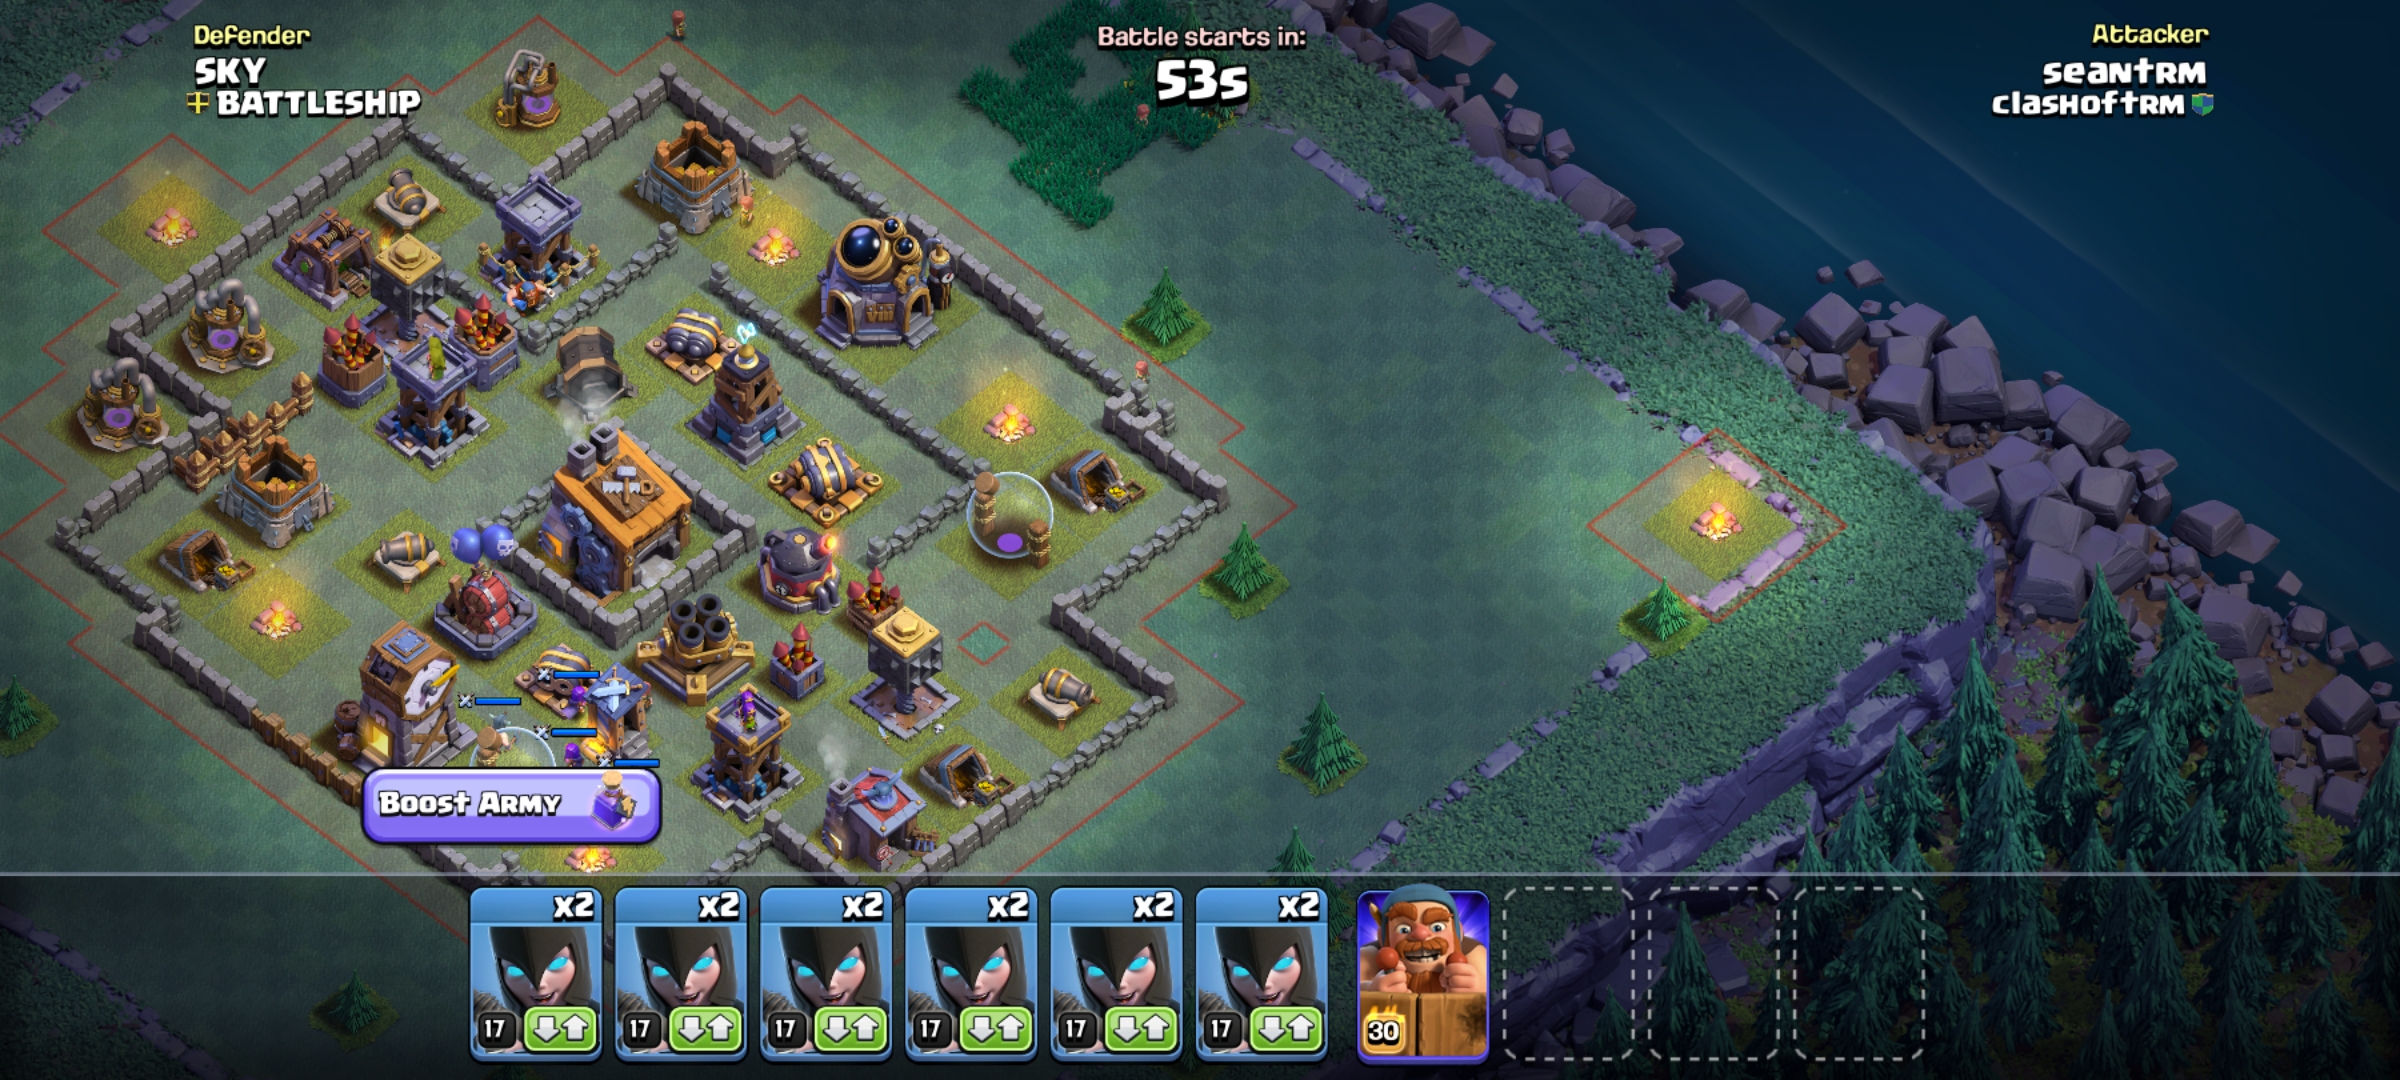 Defender
SKY
BATTLESHIP
Battle starts in:
53s
Attacker
seantRM
clashoftRM
VIII
Boost Army
x2
x2
x2
x2
x2
x2
17
17
17
17
17
17
30